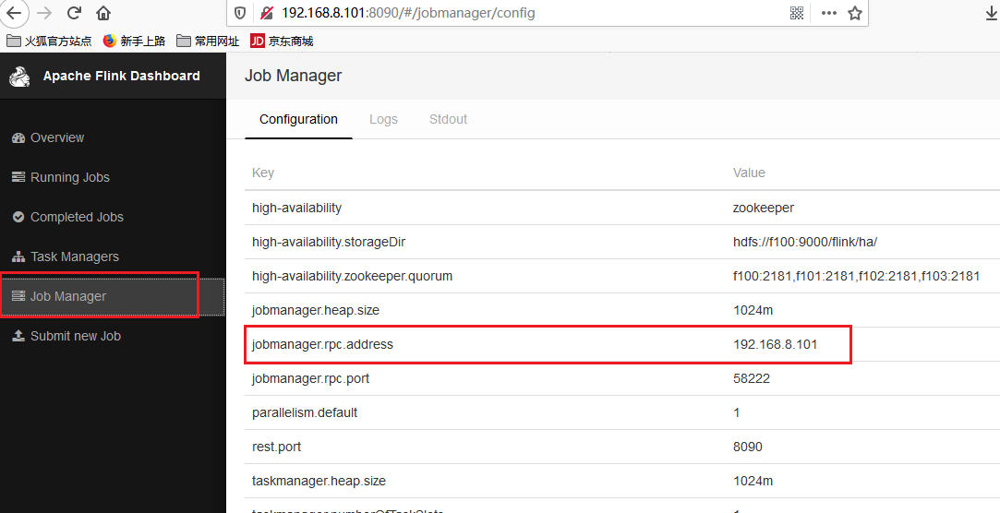 192.168.8.101:8090/#/jobmanager/config
火狐官方站点 新手上路 常用网址 JD 京东商城
Apache Flink Dashboard
Overview
Running Jobs
Completed Jobs
Task Managers
Job Manager
Submit new Job
Job Manager
Configuration Logs Stdout
Key Value
high-availability zookeeper
high-availability.storageDir hdfs://f100:9000/flink/ha/
high-availability.zookeeper.quorum f100:2181,f101:2181,f102:2181,f103:2181
jobmanager.heap.size 1024m
jobmanager.rpc.address 192.168.8.101
jobmanager.rpc.port 58222
parallelism.default 1
rest.port 8090
taskmanager.heap.size 1024m
taskmanager.numberOfTaskSlots 1